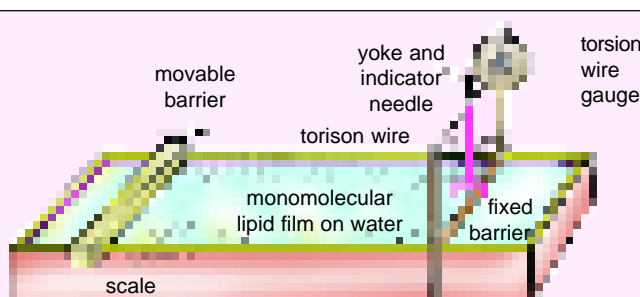 movable
barrier
yoke and
indicator
needle
torsion
wire
gauge
torison wire
monomolecular
lipid film on water
fixed
barrier
scale